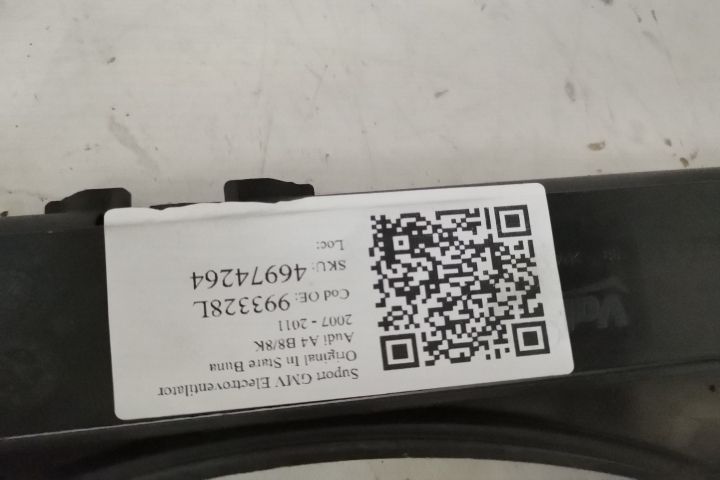 Suport GMV Electroventilator
Original In Stare Buna
Audi A4 B8/8K
2007 - 2011
Cod OE: 993328L
SKU: 46974264
Loc: